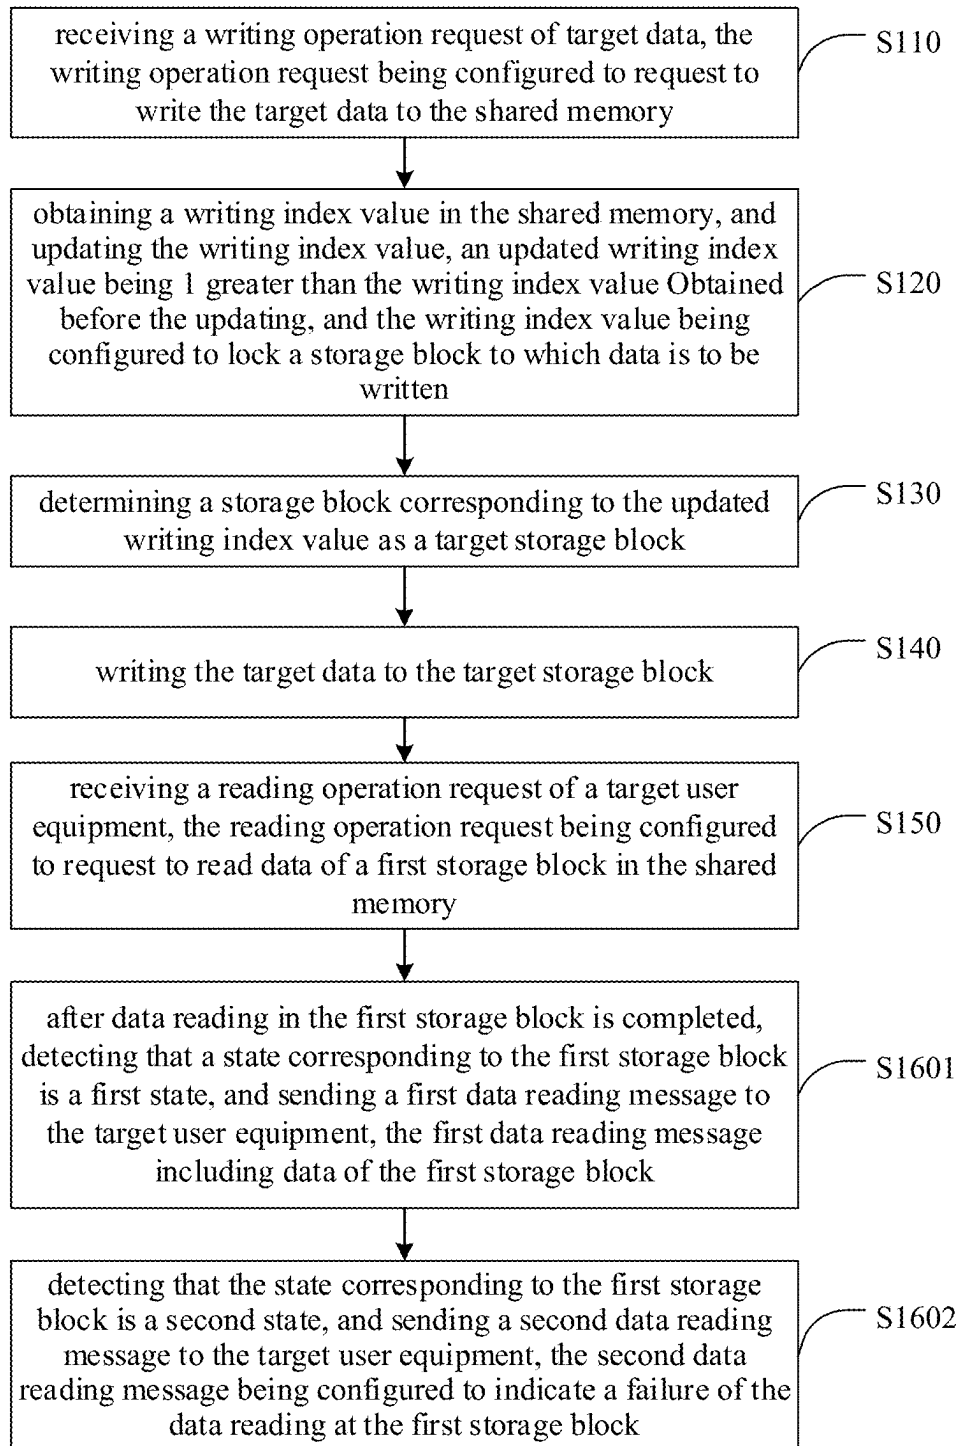 receiving a writing operation request of target data, the
writing operation request being configured to request to
write the target data to the shared memory
S110
obtaining a writing index value in the shared memory, and
updating the writing index value, an updated writing index
value being 1 greater than the writing index value Obtained
before the updating, and the writing index value being
configured to lock a storage block to which data is to be
written
S120
determining a storage block corresponding to the updated
writing index value as a target storage block
S130
writing the target data to the target storage block
S140
receiving a reading operation request of a target user
equipment, the reading operation request being configured
to request to read data of a first storage block in the shared
memory
S150
after data reading in the first storage block is completed,
detecting that a state corresponding to the first storage block
is a first state, and sending a first data reading message to
the target user equipment, the first data reading message
including data of the first storage block
S1601
detecting that the state corresponding to the first storage
block is a second state, and sending a second data reading
message to the target user equipment, the second data
reading message being configured to indicate a failure of the
data reading at the first storage block
S1602